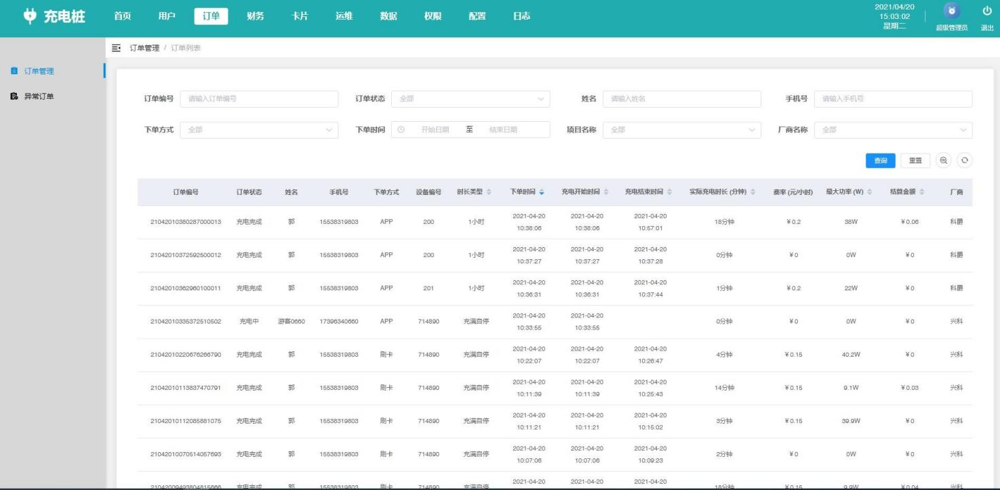 充电桩 首页 用户 订单 财务 卡片 运维 数据 权限 配置 日志
2021/04/20
15:03:02
星期二
超级管理员 退出
订单管理 / 订单列表
订单管理
异常订单
订单编号 请输入订单编号 订单状态 全部 姓名 请输入姓名 手机号 请输入手机号
下单方式 全部 下单时间 开始日期 至 结束日期 项目名称 全部 厂商名称 全部
查询 重置
订单编号 订单状态 姓名 手机号 下单方式 设备编号 时长类型 下单时间 充电开始时间 充电结束时间 实际充电时长 (分钟) 费率 (元/小时) 最大功率 (W) 结算金额 厂商
21042010380287000013 充电完成 郭 15538319803 APP 200 1小时 2021-04-20 10:38:06 2021-04-20 10:38:06 2021-04-20 10:57:01 18分钟 ¥0.2 38W ¥0.06 科爵
21042010372592500012 充电完成 郭 15538319803 APP 200 1小时 2021-04-20 10:37:27 2021-04-20 10:37:27 2021-04-20 10:37:28 0分钟 ¥0 0W ¥0 科爵
21042010362960100011 充电完成 郭 15538319803 APP 201 1小时 2021-04-20 10:36:31 2021-04-20 10:36:31 2021-04-20 10:37:44 1分钟 ¥0.2 22W ¥0 科爵
21042010335372510502 充电中 游客0660 17396340660 APP 714890 充满自停 2021-04-20 10:33:55 2021-04-20 10:33:55 0分钟 ¥0 0W ¥0 兴科
21042010220676266790 充电完成 郭 15538319803 刷卡 714890 充满自停 2021-04-20 10:22:07 2021-04-20 10:22:07 2021-04-20 10:26:47 4分钟 ¥0.15 40.2W ¥0 兴科
21042010113837470791 充电完成 郭 15538319803 刷卡 714890 充满自停 2021-04-20 10:11:39 2021-04-20 10:11:39 2021-04-20 10:25:43 14分钟 ¥0.15 9.1W ¥0.03 兴科
21042010112085881075 充电完成 郭 15538319803 刷卡 714890 充满自停 2021-04-20 10:11:21 2021-04-20 10:11:21 2021-04-20 10:15:02 3分钟 ¥0.15 39.9W ¥0 兴科
21042010070514057693 充电完成 郭 15538319803 刷卡 714890 充满自停 2021-04-20 10:07:06 2021-04-20 10:07:06 2021-04-20 10:09:23 2分钟 ¥0 0W ¥0 兴科
21042009493804815666 充电完成 郭 15538319803 刷卡 714890 充满自停 2021-04-20 2021-04-20 2021-04-20 18分钟 ¥0.15 9.9W ¥0.04 兴科